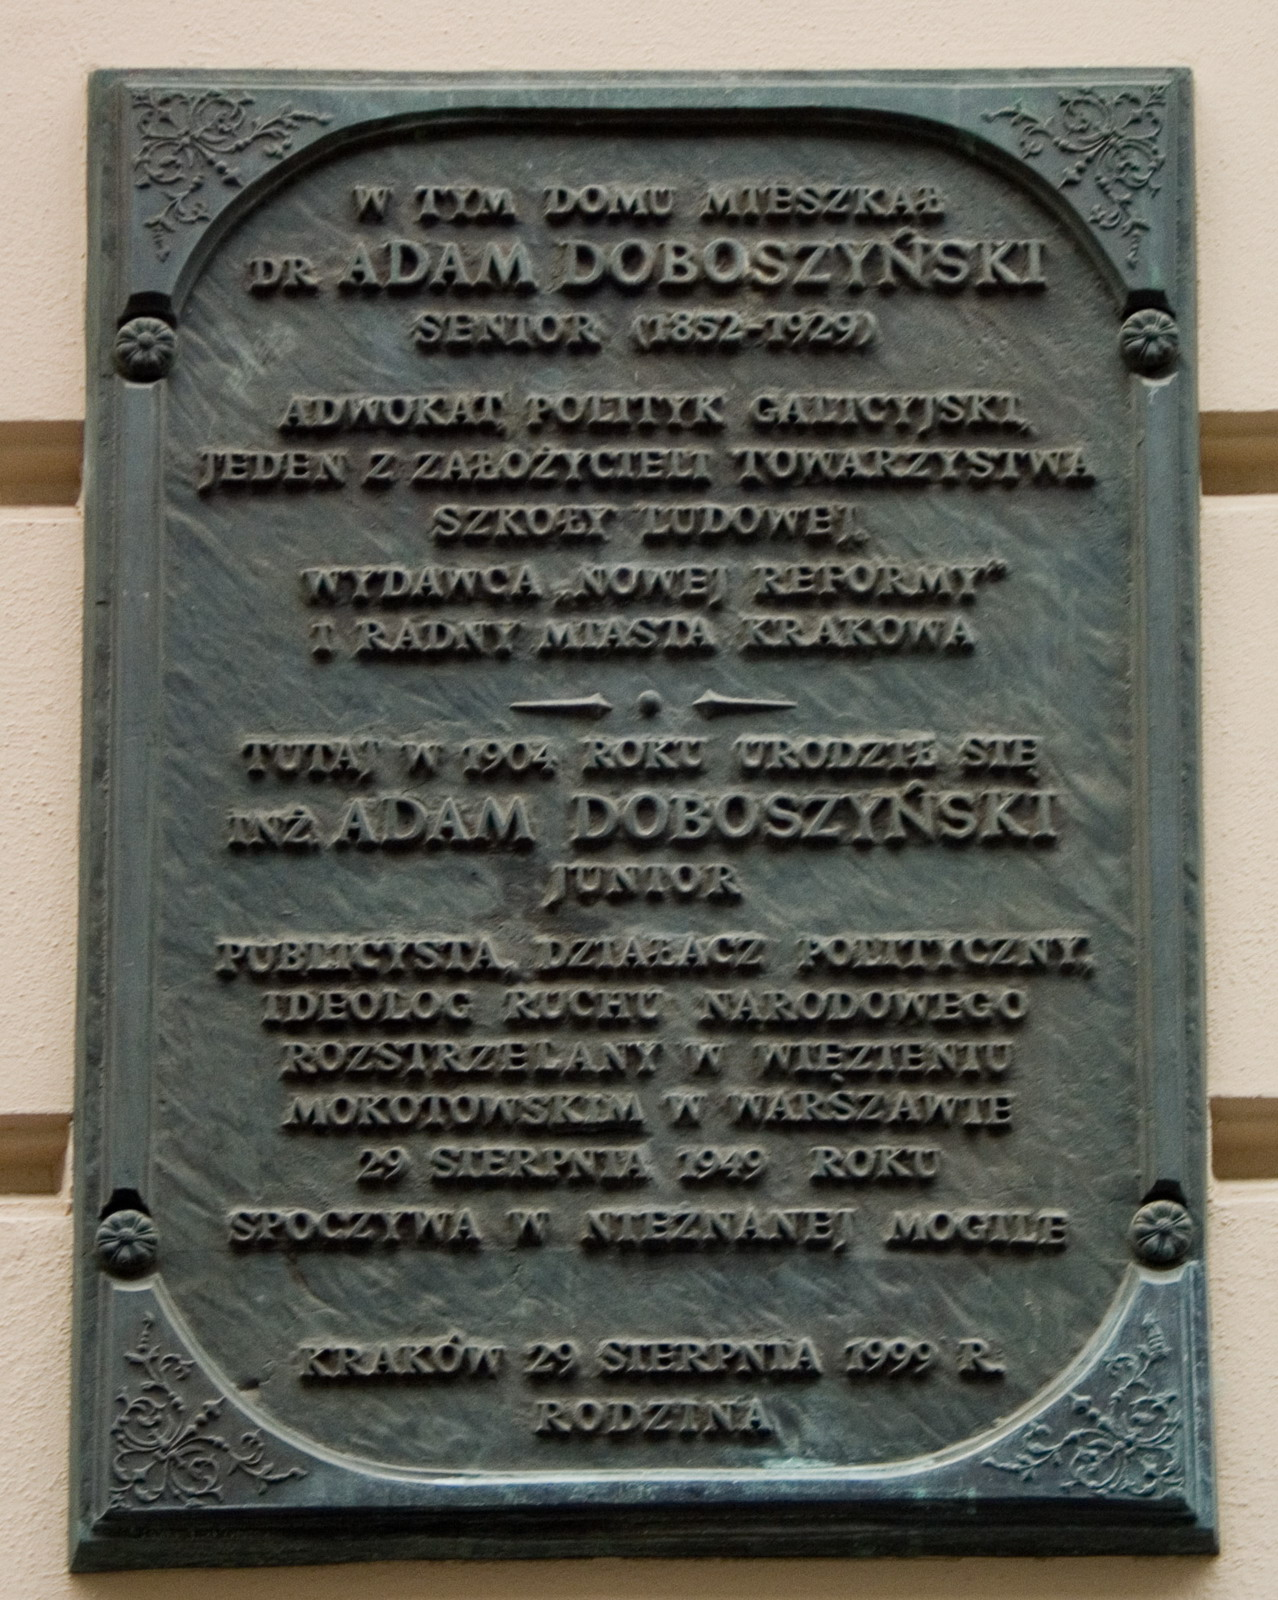 W TYM DOMU MIESZKAŁ
DR ADAM DOBOSZYŃSKI
SENIOR (1852-1929)
ADWOKAT, POLITYK GALICYJSKI,
JEDEN Z ZAŁOŻYCIELI TOWARZYSTWA
SZKOŁY LUDOWEJ,
WYDAWCA „NOWEJ REFORMY"
I RADNY MIASTA KRAKOWA
TUTAJ W 1904 ROKU URODZIŁ SIĘ
INŻ. ADAM DOBOSZYŃSKI
JUNIOR
PUBLICYSTA, DZIAŁACZ POLITYCZNY,
IDEOLOG RUCHU NARODOWEGO
ROZSTRZELANY W WIĘZIENIU
MOKOTOWSKIM W WARSZAWIE
29 SIERPNIA 1949 ROKU
SPOCZYWA W NIEZNANEJ MOGILE
KRAKÓW 29 SIERPNIA 1999 R.
RODZINA